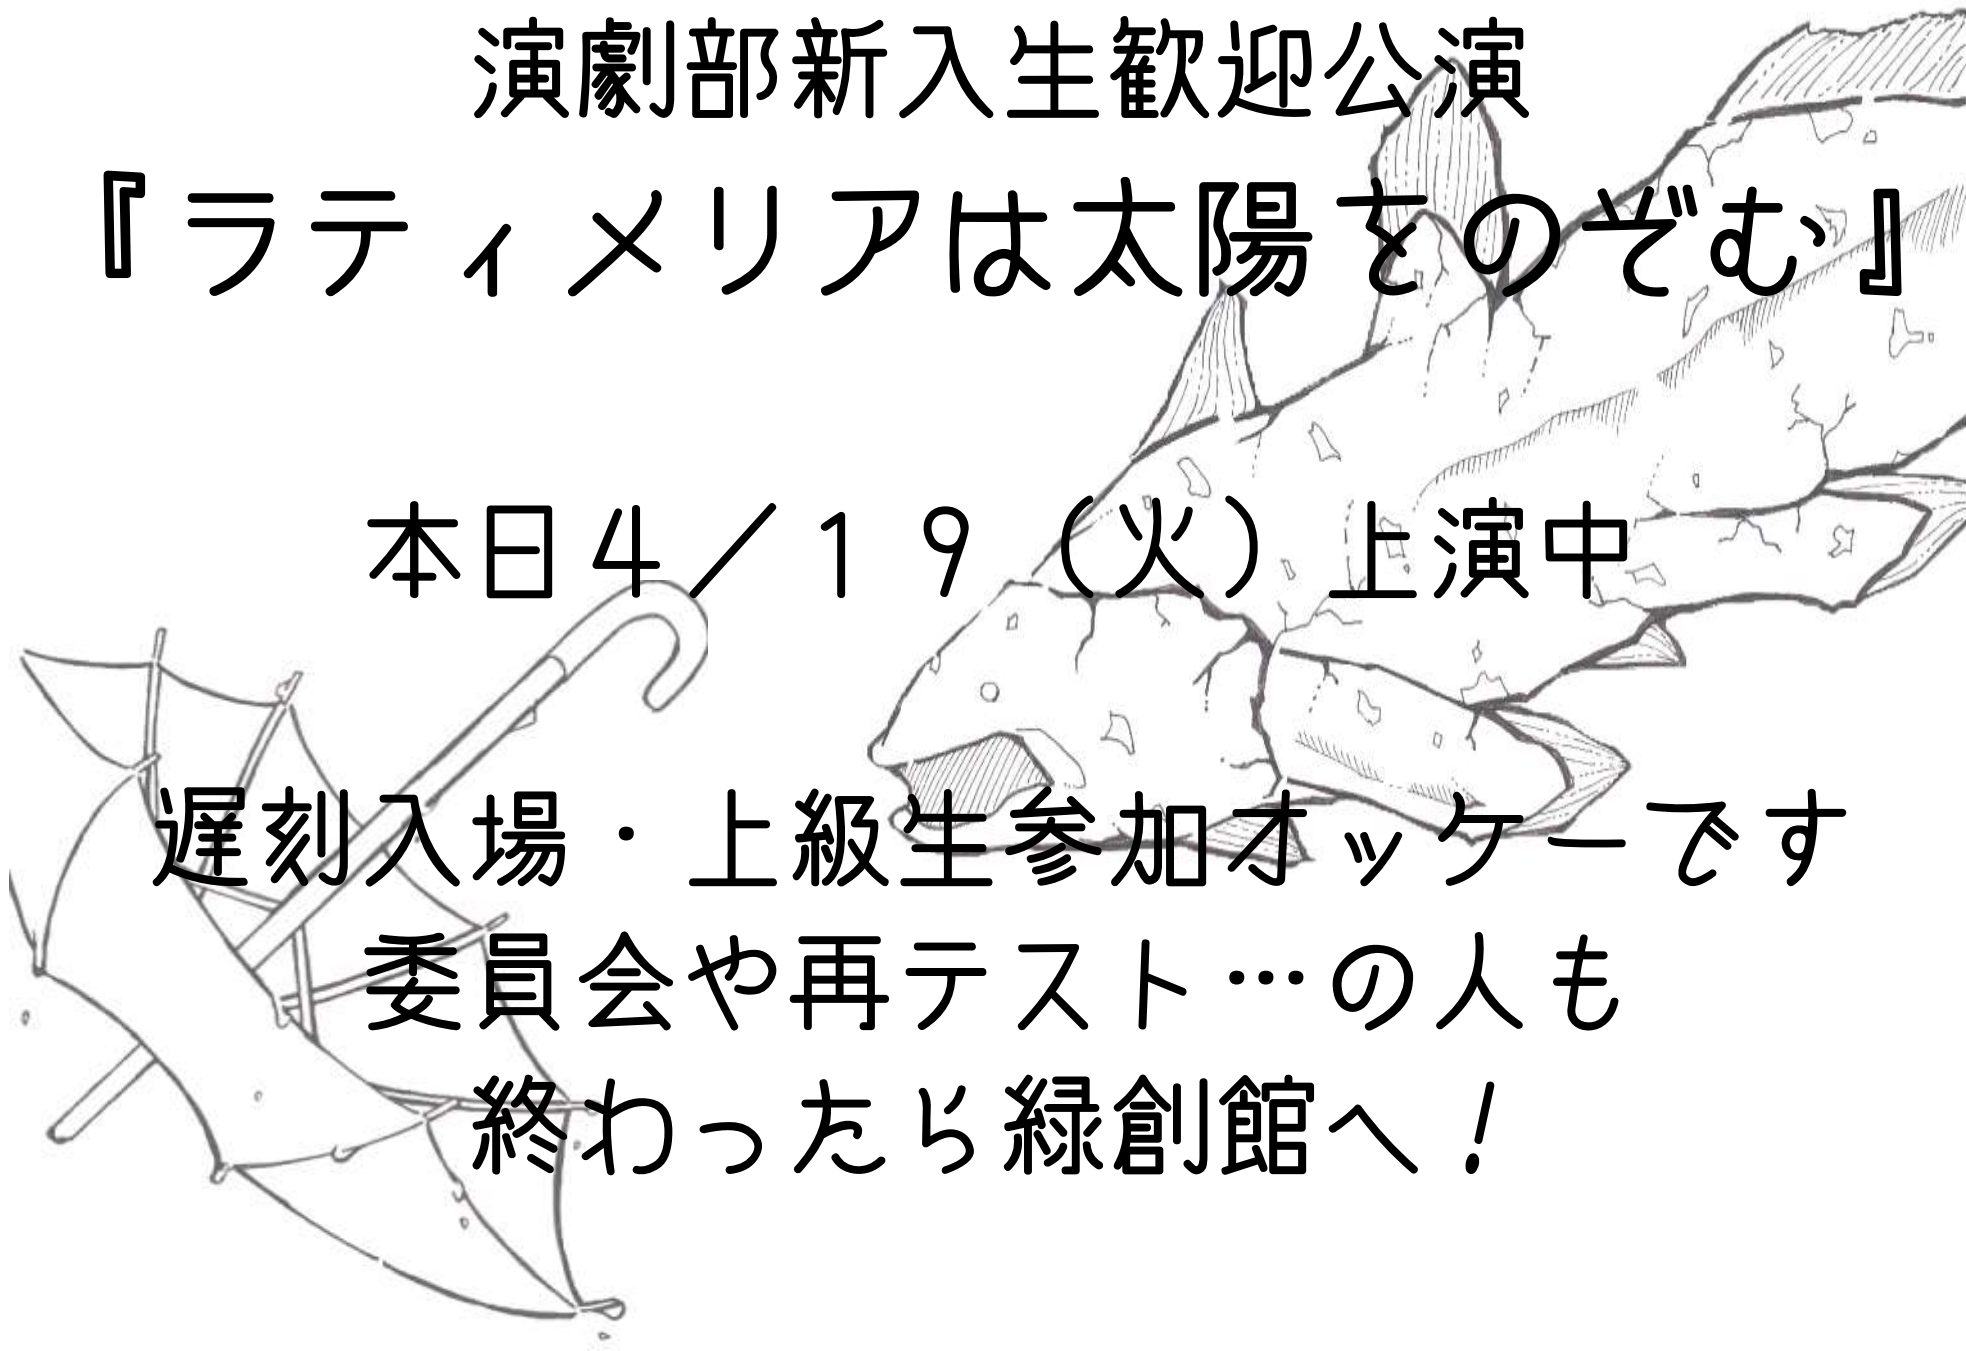 演劇部新入生歓迎公演
『ラティメリアは太陽をのぞむ』
本日４／１９（火）上演中
遅刻入場・上級生参加オッケーです
委員会や再テスト…の人も
終わったら緑創館へ！